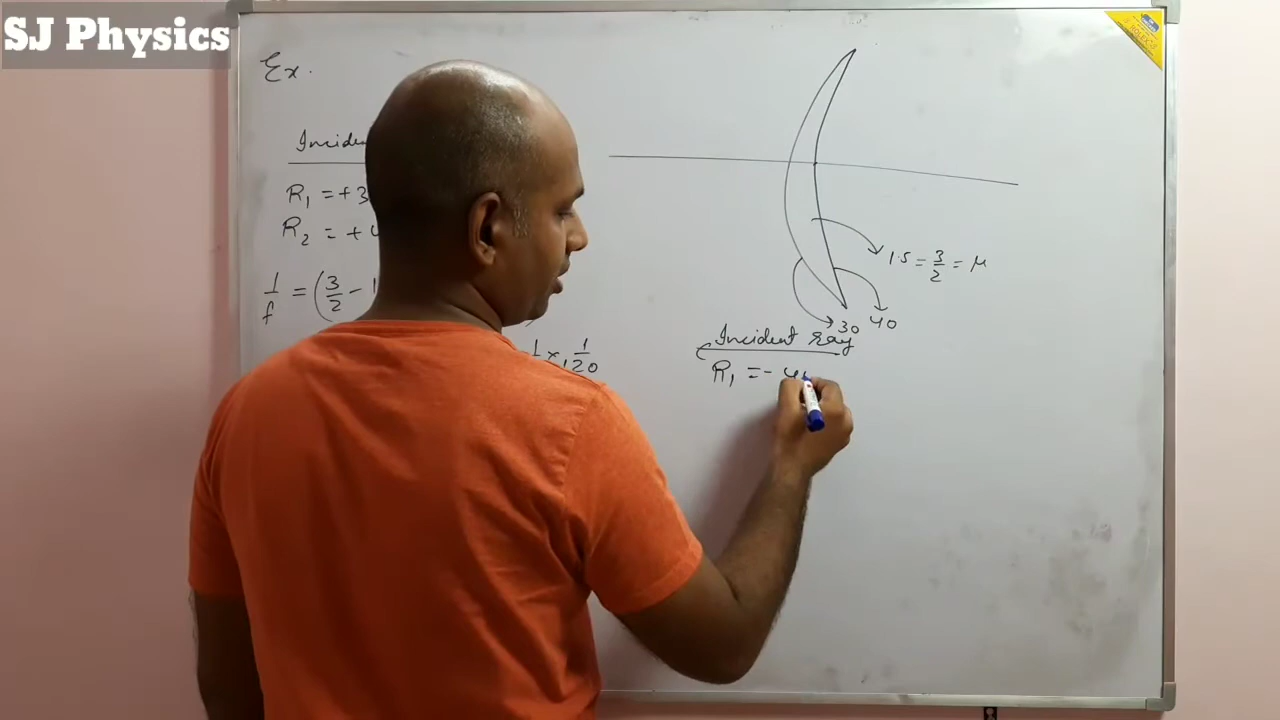 SJ Physics
Ex.
R₁ = +3
R₂ = +
1/f = (3/2 - 1
1/20
1.5 = 3/2 = μ
30 40
Incident ray
R₁ = -